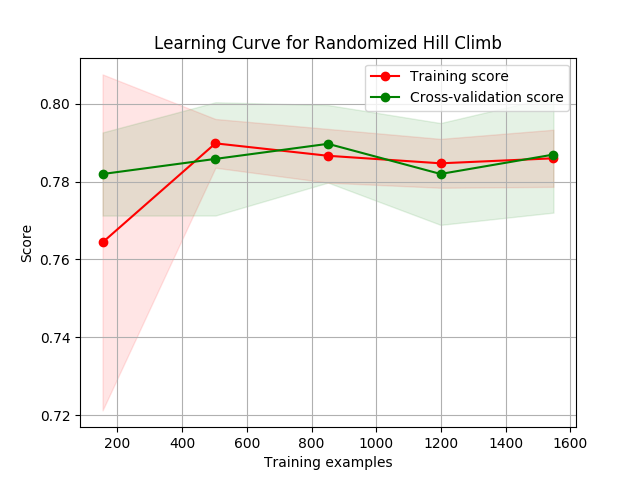 Learning Curve for Randomized Hill Climb
Training score
Cross-validation score
0.80
0.78
0.76
0.74
0.72
Score
200 400 600 800 1000 1200 1400 1600
Training examples